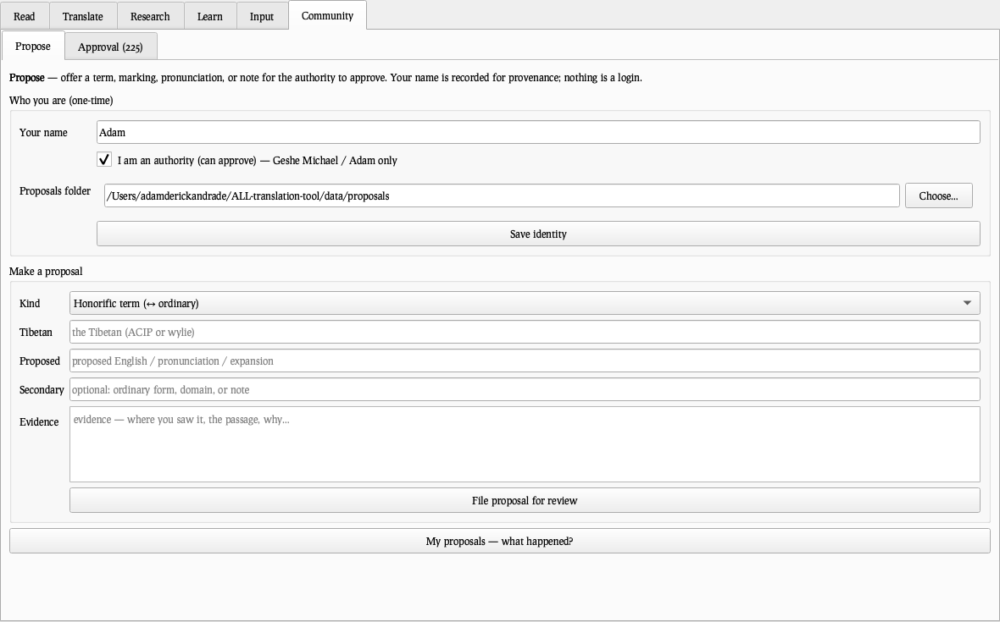 Read Translate Research Learn Input Community
Propose Approval (225)
Propose — offer a term, marking, pronunciation, or note for the authority to approve. Your name is recorded for provenance; nothing is a login.
Who you are (one-time)
Your name Adam
I am an authority (can approve) — Geshe Michael / Adam only
Proposals folder /Users/adamderickandrade/ALL-translation-tool/data/proposals Choose...
Save identity
Make a proposal
Kind Honorific term (↔ ordinary)
Tibetan the Tibetan (ACIP or wylie)
Proposed proposed English / pronunciation / expansion
Secondary optional: ordinary form, domain, or note
Evidence evidence — where you saw it, the passage, why...
File proposal for review
My proposals — what happened?